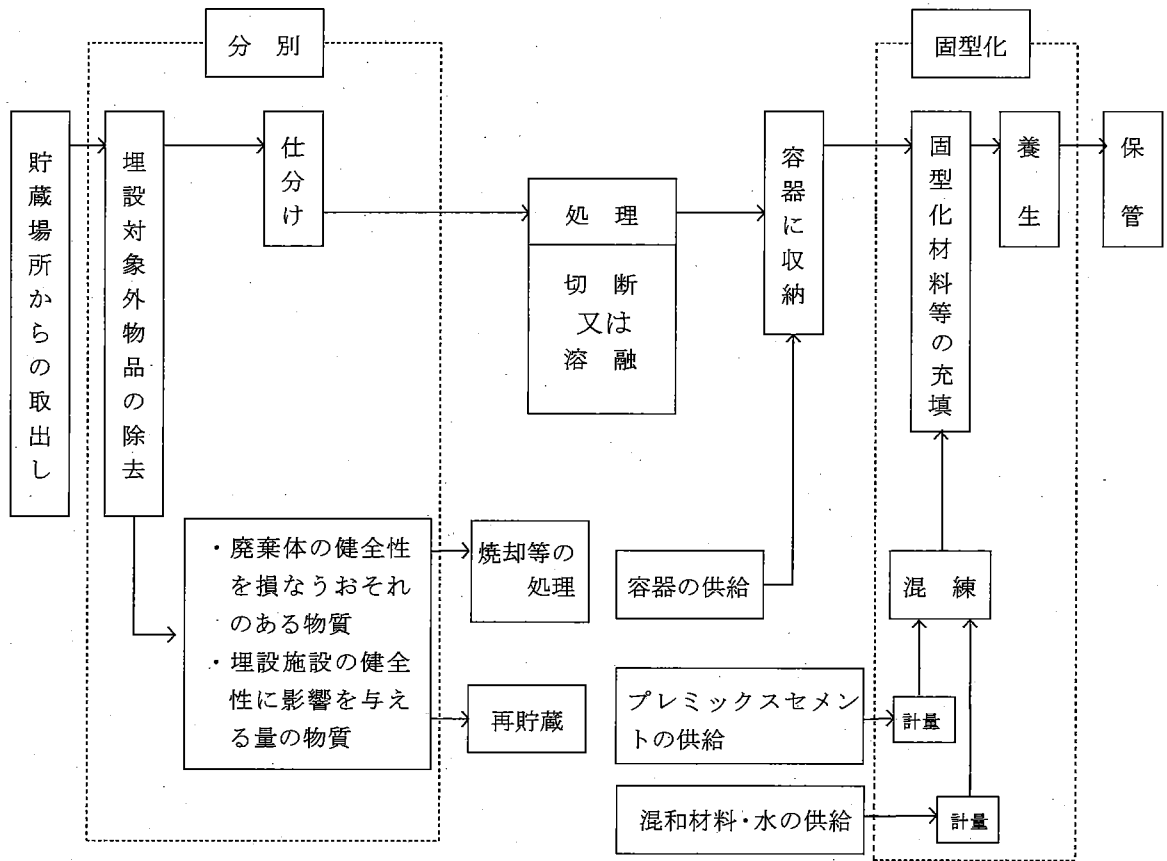 分 別
固型化
貯蔵場所からの取出し
埋設対象外物品の除去
仕分け
処 理
切 断
又は
溶 融
容器に収納
固型化材料等の充填
養生
保管
・廃棄体の健全性
を損なうおそれ
のある物質
・埋設施設の健全
性に影響を与え
る量の物質
焼却等の
処理
再貯蔵
容器の供給
混 練
プレミックスセメン
トの供給
計量
混和材料・水の供給
計量